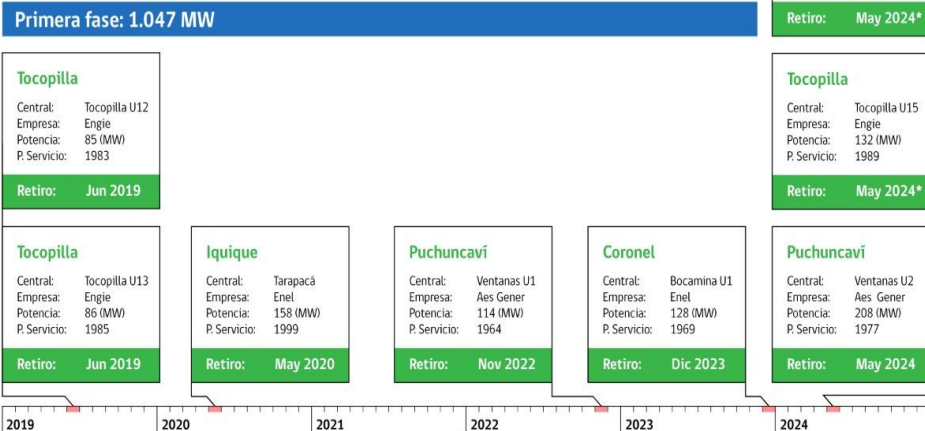 Primera fase: 1.047 MW
Retiro: May 2024*
Tocopilla
Central: Tocopilla U12
Empresa: Engie
Potencia: 85 (MW)
P. Servicio: 1983
Retiro: Jun 2019
Tocopilla
Central: Tocopilla U15
Empresa: Engie
Potencia: 132 (MW)
P. Servicio: 1989
Retiro: May 2024*
Tocopilla
Central: Tocopilla U13
Empresa: Engie
Potencia: 86 (MW)
P. Servicio: 1985
Retiro: Jun 2019
Iquique
Central: Tarapacá
Empresa: Enel
Potencia: 158 (MW)
P. Servicio: 1999
Retiro: May 2020
Puchuncaví
Central: Ventanas U1
Empresa: Aes Gener
Potencia: 114 (MW)
P. Servicio: 1964
Retiro: Nov 2022
Coronel
Central: Bocamina U1
Empresa: Enel
Potencia: 128 (MW)
P. Servicio: 1969
Retiro: Dic 2023
Puchuncaví
Central: Ventanas U2
Empresa: Aes Gener
Potencia: 208 (MW)
P. Servicio: 1977
Retiro: May 2024
2019 2020 2021 2022 2023 2024